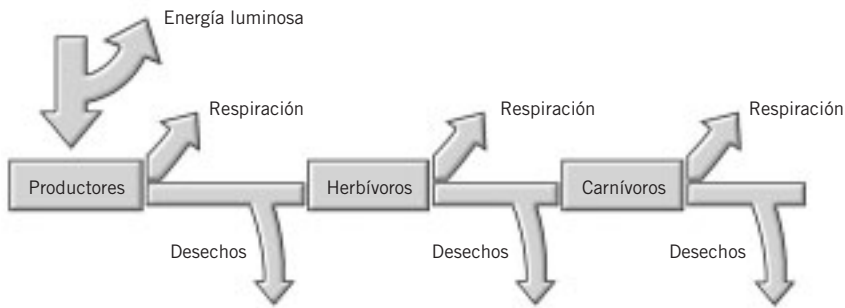 Energía luminosa
Respiración
Respiración
Respiración
Productores
Herbívoros
Carnívoros
Desechos
Desechos
Desechos